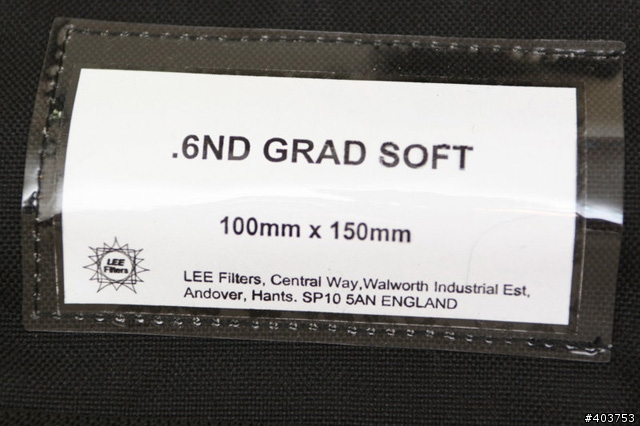 .6ND GRAD SOFT
100mm x 150mm
LEE
Filters
LEE Filters, Central Way,Walworth Industrial Est,
Andover, Hants. SP10 5AN ENGLAND
#403753